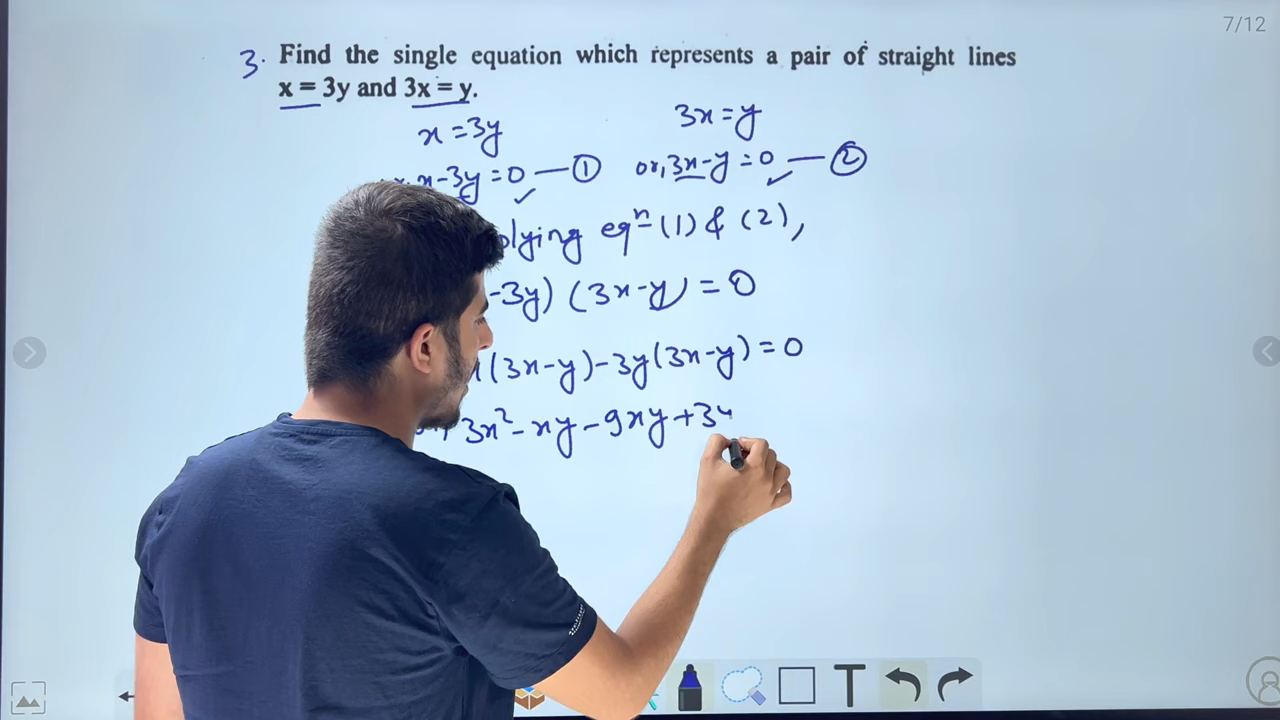 7/12
3. Find the single equation which represents a pair of straight lines
x = 3y and 3x = y.
x = 3y 3x = y
x - 3y = 0 — ① or, 3x - y = 0 — ②
eqⁿ (1) & (2),
-3y) (3x - y) = 0
x(3x - y) - 3y(3x - y) = 0
3x² - xy - 9xy + 3y
T